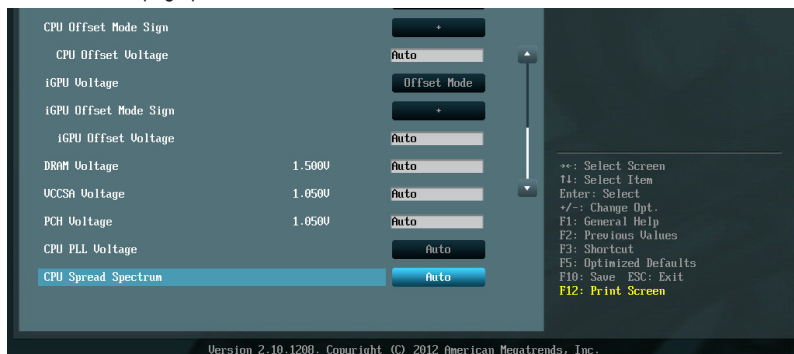 CPU Offset Mode Sign +
CPU Offset Voltage Auto
iGPU Voltage Offset Mode
iGPU Offset Mode Sign +
iGPU Offset Voltage Auto
DRAM Voltage 1.500V Auto
VCCSA Voltage 1.050V Auto
PCH Voltage 1.050V Auto
CPU PLL Voltage Auto
CPU Spread Spectrum Auto
→←: Select Screen
↑↓: Select Item
Enter: Select
+/-: Change Opt.
F1: General Help
F2: Previous Values
F3: Shortcut
F5: Optimized Defaults
F10: Save ESC: Exit
F12: Print Screen
Version 2.10.1208. Copyright (C) 2012 American Megatrends, Inc.